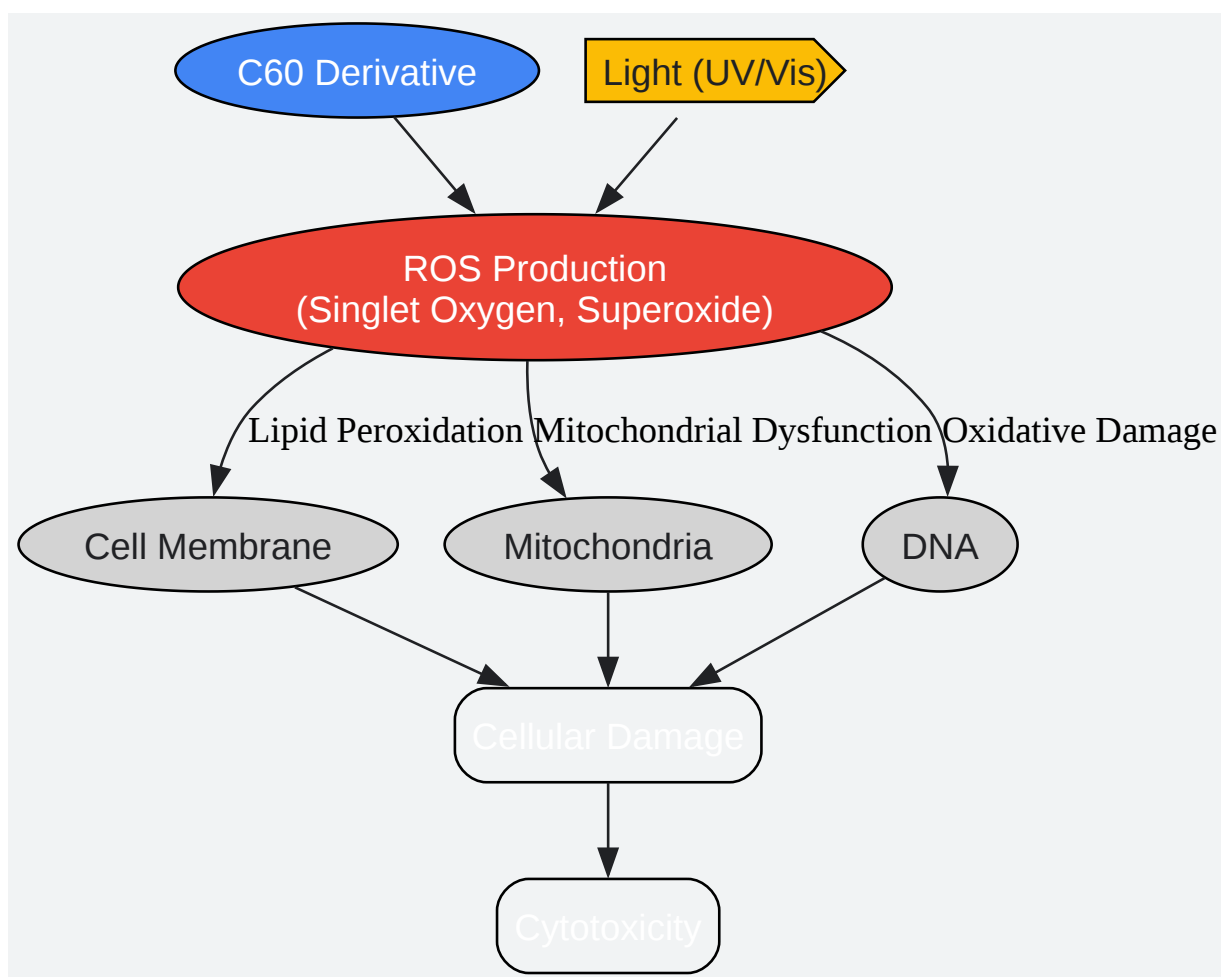 C60 Derivative
Light (UV/Vis)
ROS Production
(Singlet Oxygen, Superoxide)
Lipid Peroxidation
Mitochondrial Dysfunction
Oxidative Damage
Cell Membrane
Mitochondria
DNA
Cellular Damage
Cytotoxicity